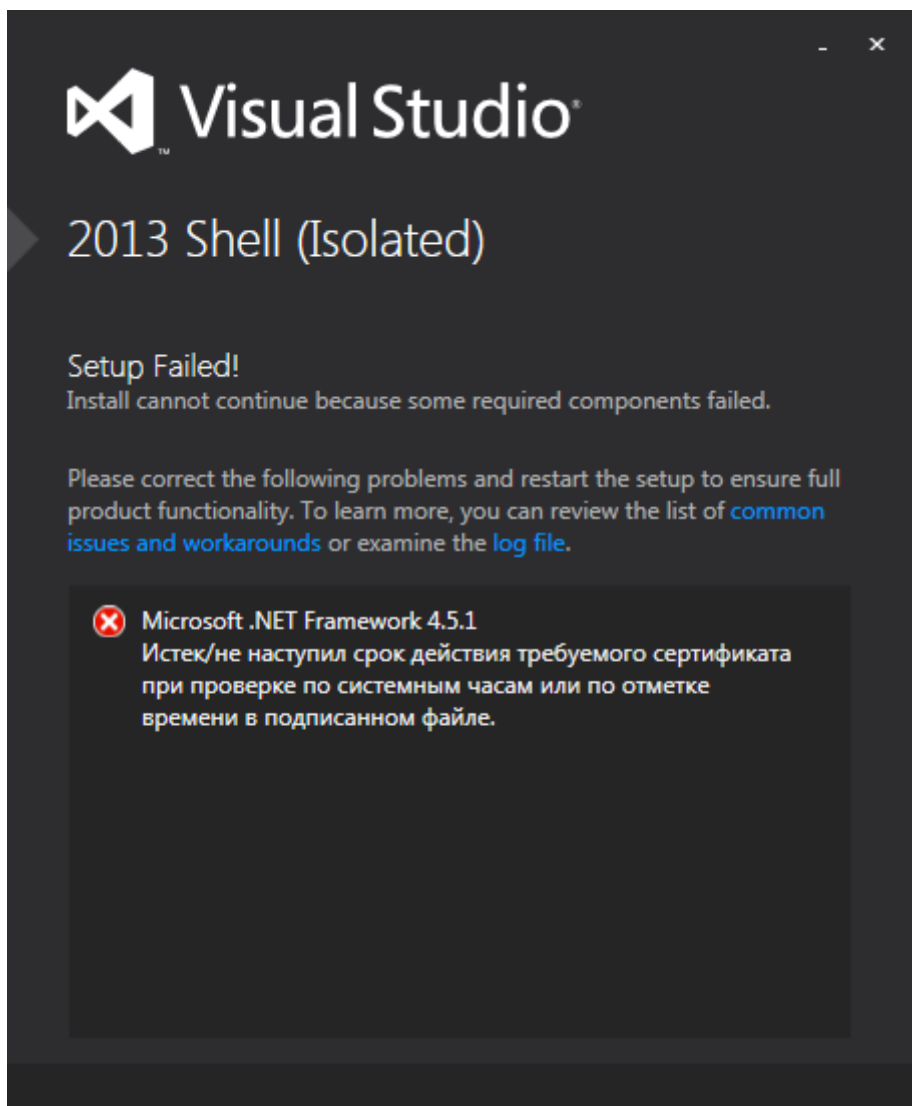 Visual Studio®
™
2013 Shell (Isolated)
Setup Failed!
Install cannot continue because some required components failed.
Please correct the following problems and restart the setup to ensure full
product functionality. To learn more, you can review the list of common
issues and workarounds or examine the log file.
Microsoft .NET Framework 4.5.1
Истек/не наступил срок действия требуемого сертификата
при проверке по системным часам или по отметке
времени в подписанном файле.